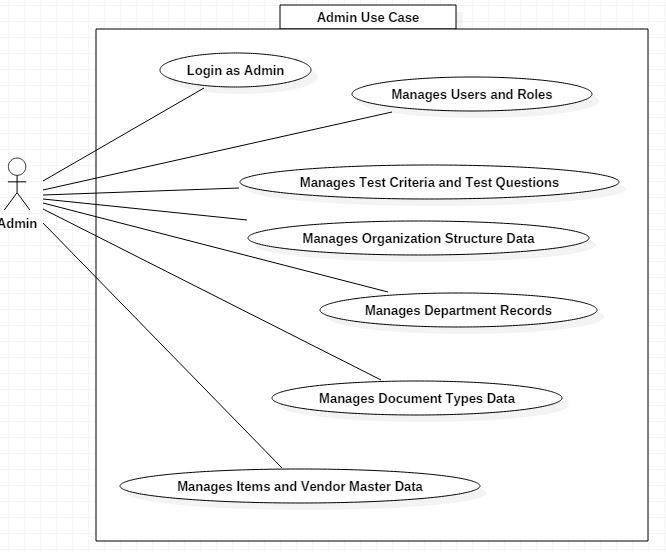 Admin Use Case
Login as Admin
Manages Users and Roles
Manages Test Criteria and Test Questions
Admin
Manages Organization Structure Data
Manages Department Records
Manages Document Types Data
Manages Items and Vendor Master Data